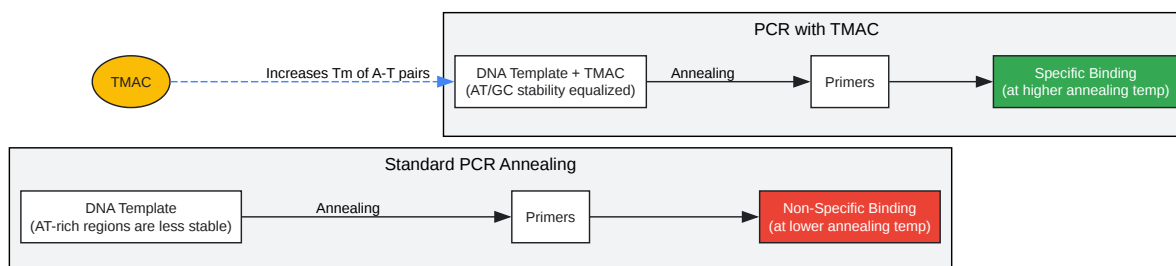 PCR with TMAC
TMAC
Increases Tm of A-T pairs
DNA Template + TMAC
(AT/GC stability equalized)
Annealing
Primers
Specific Binding
(at higher annealing temp)
Standard PCR Annealing
DNA Template
(AT-rich regions are less stable)
Annealing
Primers
Non-Specific Binding
(at lower annealing temp)